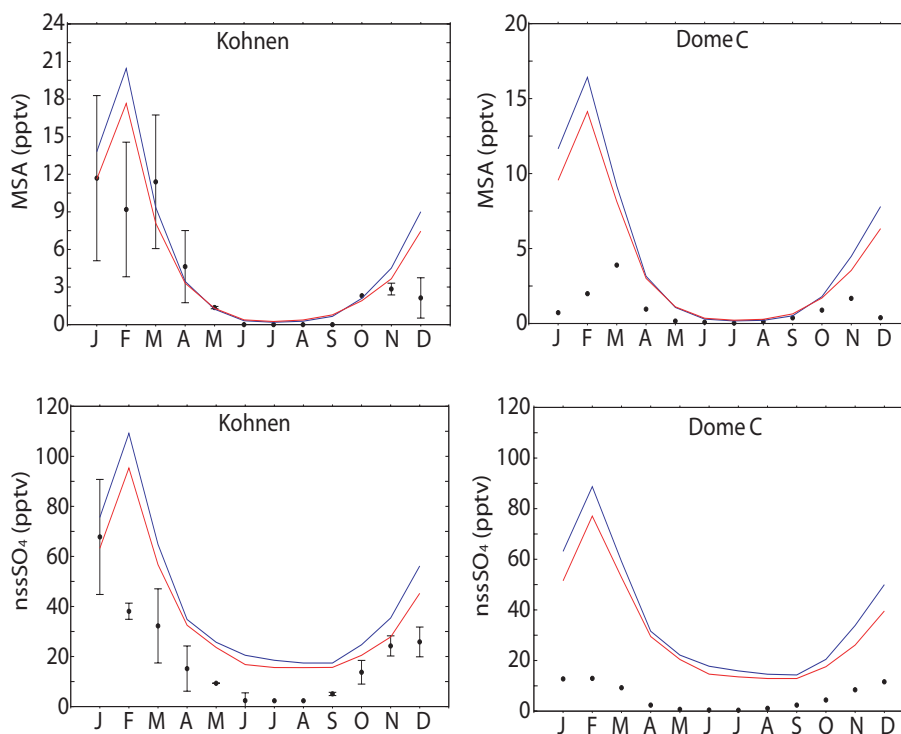 Kohnen
MSA (pptv)
24
21
18
15
12
9
6
3
0
J F M A M J J A S O N D
Dome C
MSA (pptv)
20
15
10
5
0
J F M A M J J A S O N D
Kohnen
nssSO₄ (pptv)
120
100
80
60
40
20
0
J F M A M J J A S O N D
Dome C
nssSO₄ (pptv)
120
100
80
60
40
20
0
J F M A M J J A S O N D